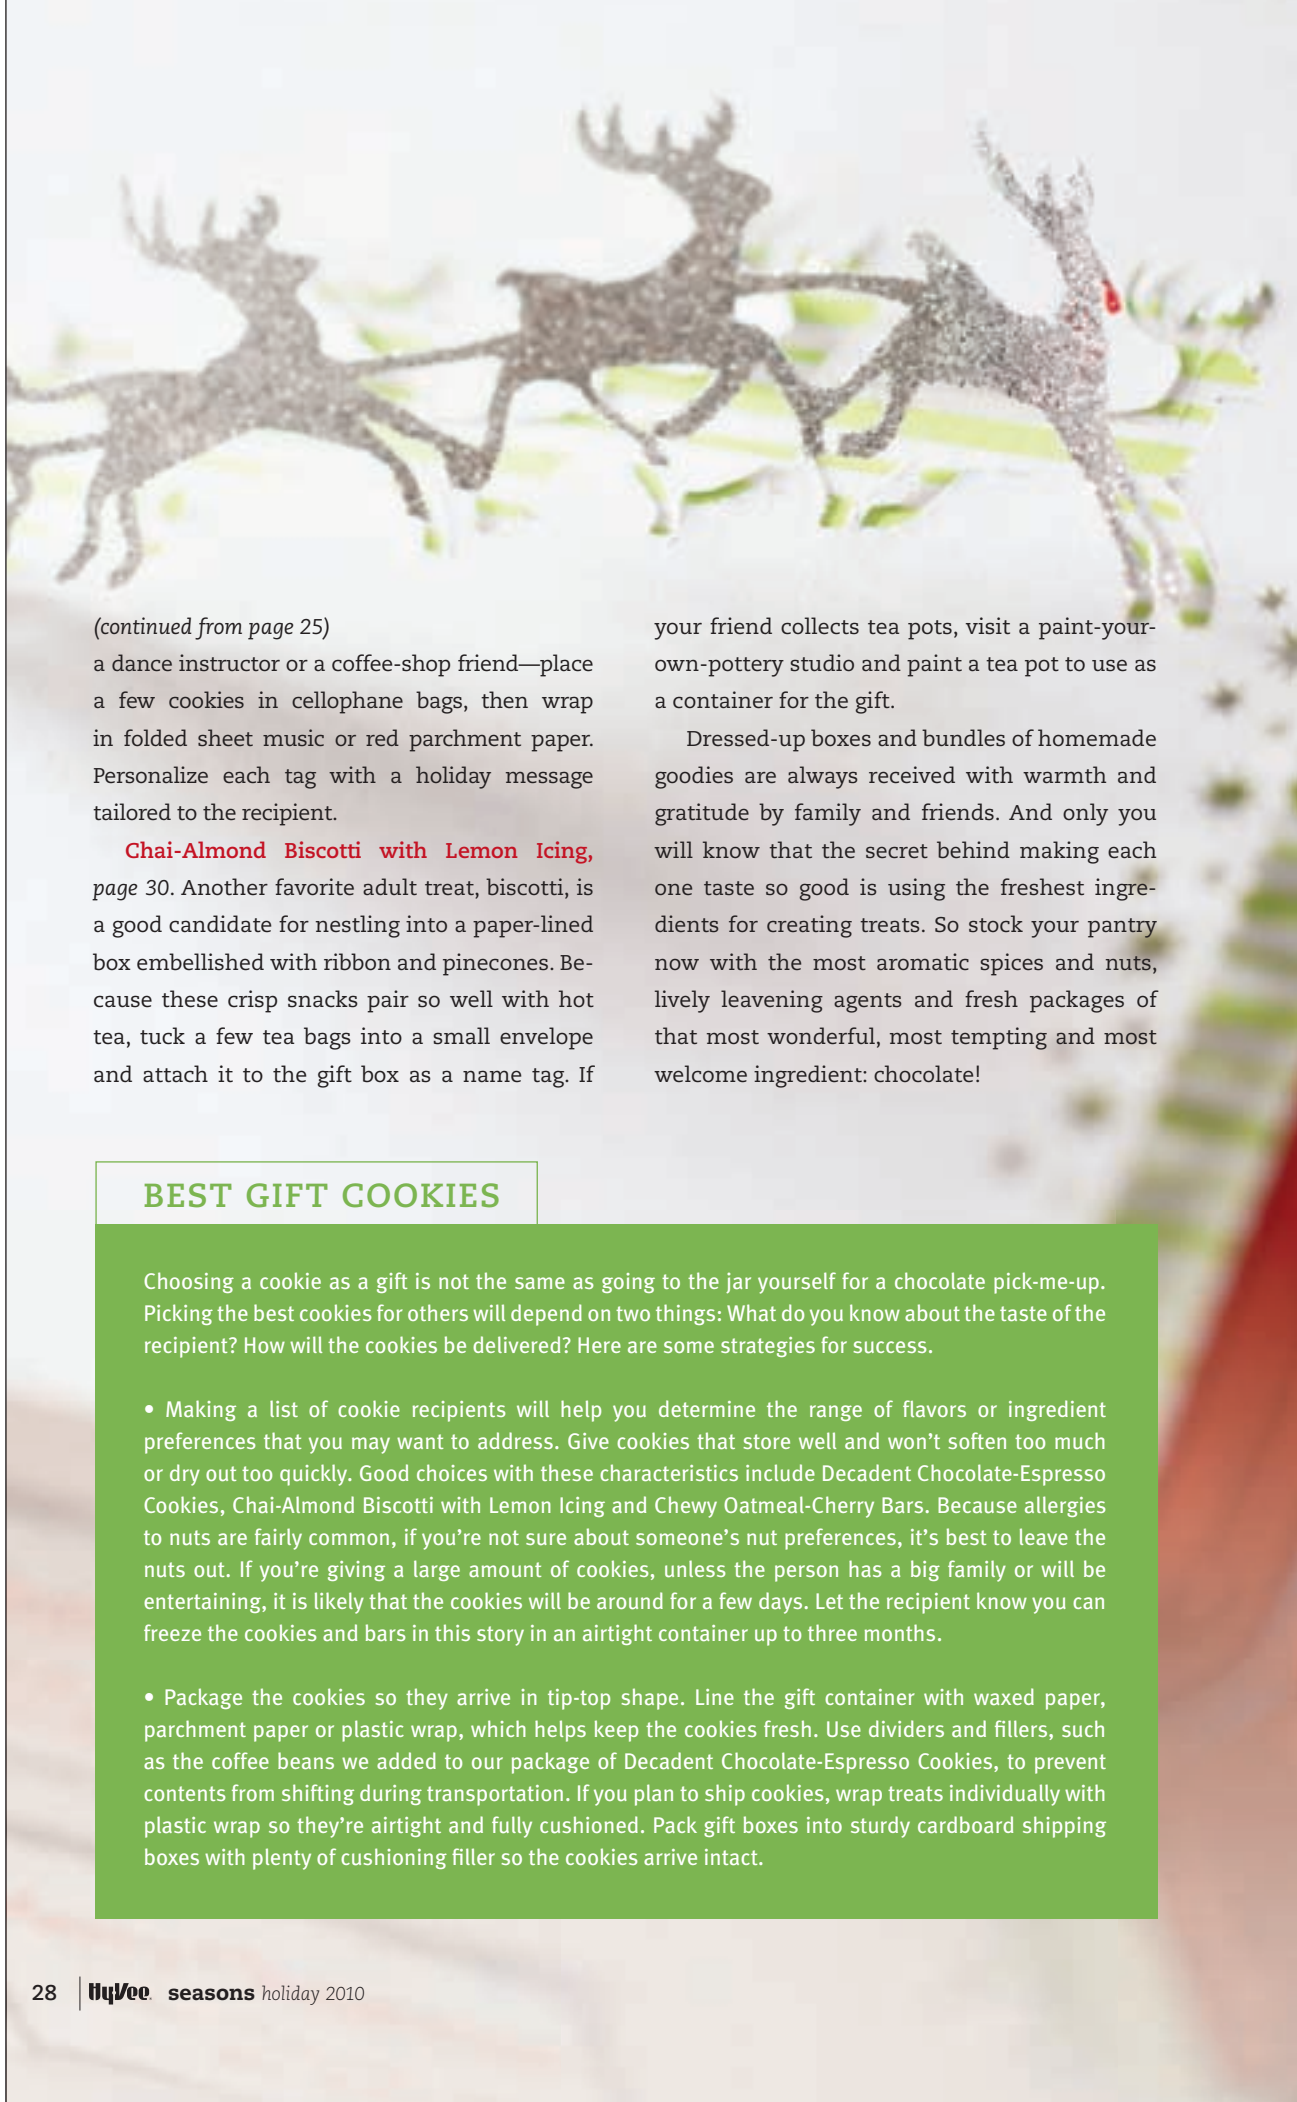 (continued from page 25)
a dance instructor or a coffee-shop friend—place
a few cookies in cellophane bags, then wrap
in folded sheet music or red parchment paper.
Personalize each tag with a holiday message
tailored to the recipient.
Chai-Almond Biscotti with Lemon Icing,
page 30. Another favorite adult treat, biscotti, is
a good candidate for nestling into a paper-lined
box embellished with ribbon and pinecones. Be-
cause these crisp snacks pair so well with hot
tea, tuck a few tea bags into a small envelope
and attach it to the gift box as a name tag. If
your friend collects tea pots, visit a paint-your-
own-pottery studio and paint a tea pot to use as
a container for the gift.
Dressed-up boxes and bundles of homemade
goodies are always received with warmth and
gratitude by family and friends. And only you
will know that the secret behind making each
one taste so good is using the freshest ingre-
dients for creating treats. So stock your pantry
now with the most aromatic spices and nuts,
lively leavening agents and fresh packages of
that most wonderful, most tempting and most
welcome ingredient: chocolate!
BEST GIFT COOKIES
Choosing a cookie as a gift is not the same as going to the jar yourself for a chocolate pick-me-up.
Picking the best cookies for others will depend on two things: What do you know about the taste of the
recipient? How will the cookies be delivered? Here are some strategies for success.
• Making a list of cookie recipients will help you determine the range of flavors or ingredient
preferences that you may want to address. Give cookies that store well and won't soften too much
or dry out too quickly. Good choices with these characteristics include Decadent Chocolate-Espresso
Cookies, Chai-Almond Biscotti with Lemon Icing and Chewy Oatmeal-Cherry Bars. Because allergies
to nuts are fairly common, if you're not sure about someone's nut preferences, it's best to leave the
nuts out. If you're giving a large amount of cookies, unless the person has a big family or will be
entertaining, it is likely that the cookies will be around for a few days. Let the recipient know you can
freeze the cookies and bars in this story in an airtight container up to three months.
• Package the cookies so they arrive in tip-top shape. Line the gift container with waxed paper,
parchment paper or plastic wrap, which helps keep the cookies fresh. Use dividers and fillers, such
as the coffee beans we added to our package of Decadent Chocolate-Espresso Cookies, to prevent
contents from shifting during transportation. If you plan to ship cookies, wrap treats individually with
plastic wrap so they're airtight and fully cushioned. Pack gift boxes into sturdy cardboard shipping
boxes with plenty of cushioning filler so the cookies arrive intact.
28 HyVee. seasons holiday 2010